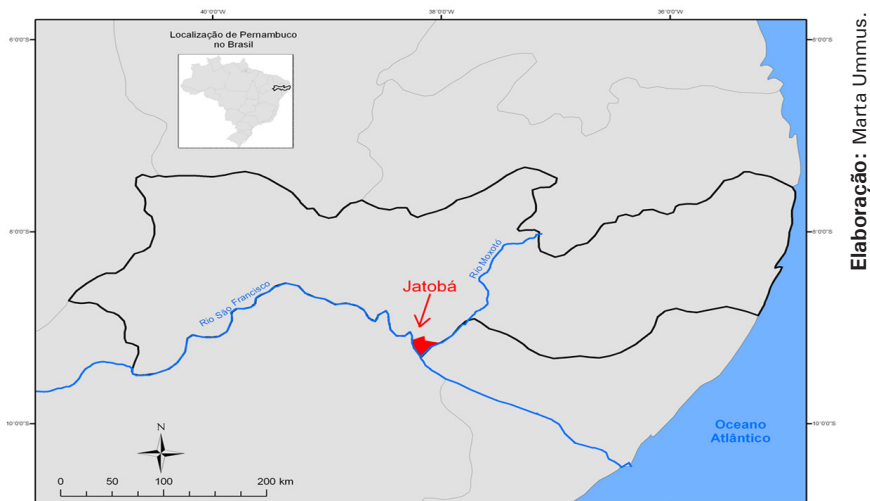 40°0'0"W
38°0'0"W
36°0'0"W
Localização de Pernambuco
no Brasil
6°0'0"S
6°0'0"S
8°0'0"S
8°0'0"S
Rio Moxotó
Jatobá
Rio São Francisco
10°0'0"S
10°0'0"S
Oceano
Atlântico
N
0 50 100 200 km
Elaboração: Marta Ummus.